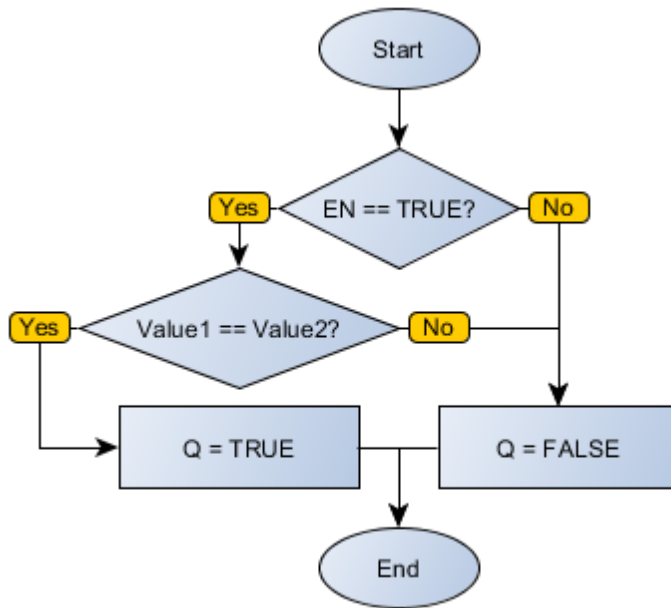 Start
EN == TRUE?
Yes
No
Value1 == Value2?
Yes
No
Q = TRUE
Q = FALSE
End